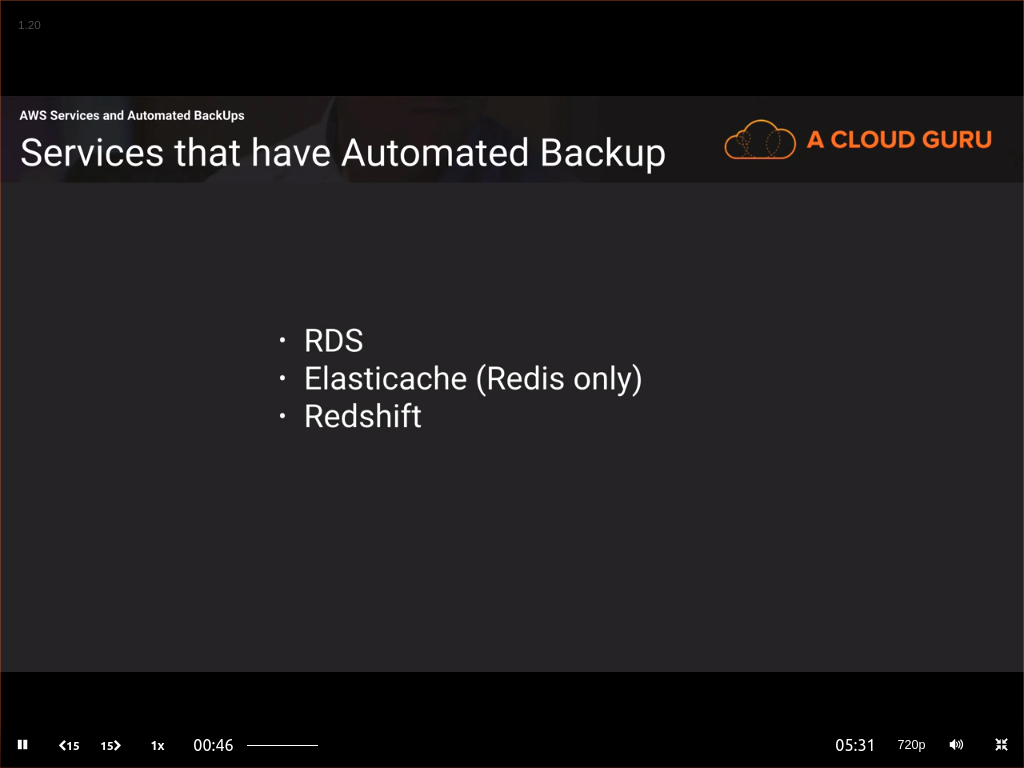 1.20
AWS Services and Automated BackUps
Services that have Automated Backup
A CLOUD GURU
• RDS
• Elasticache (Redis only)
• Redshift
15 15 1x 00:46 05:31 720p